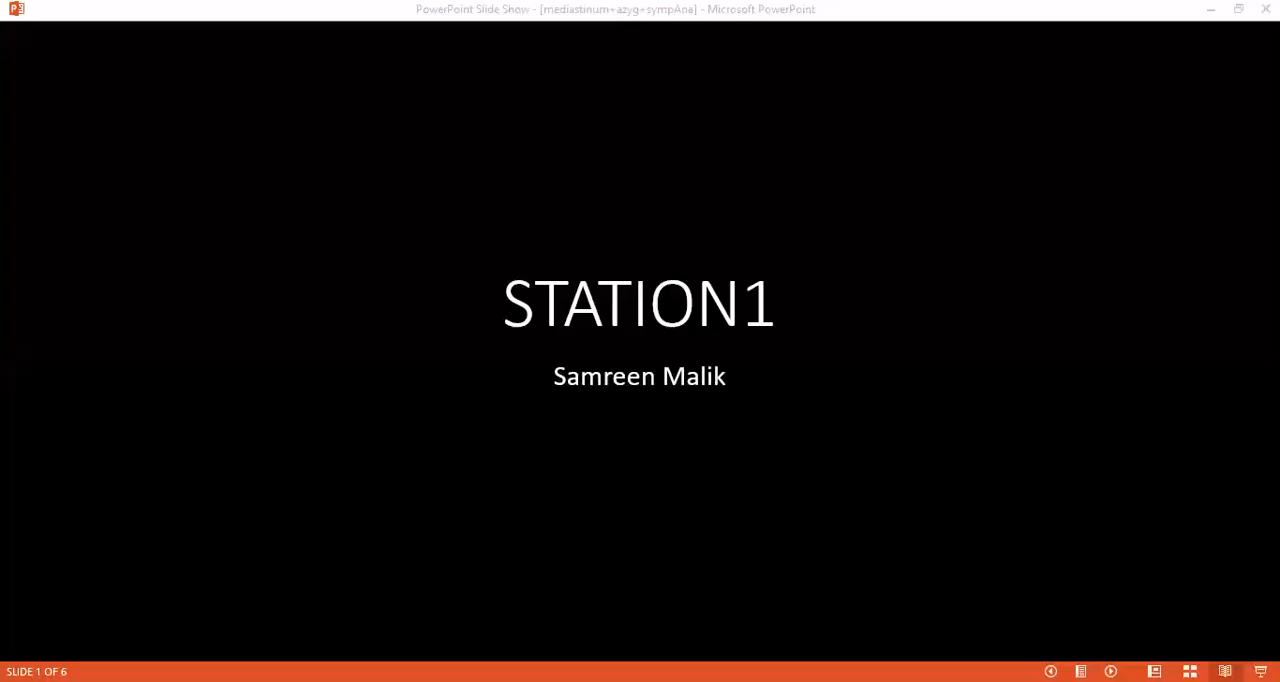 PowerPoint Slide Show - [mediastinum+azyg+sympAna] - Microsoft PowerPoint
STATION1
Samreen Malik
SLIDE 1 OF 6